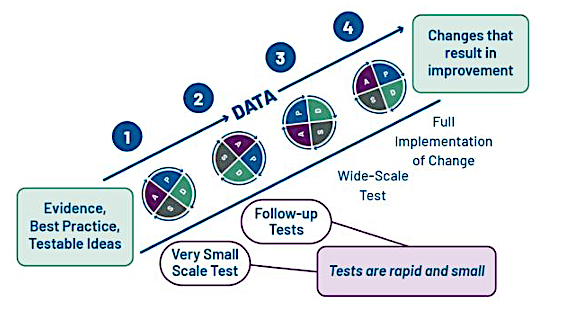 4
Changes that
result in
improvement
3
2
DATA
1
A P D S
P D S A
A P D S
P D S A
Full
Implementation
of Change
Wide-Scale
Test
Evidence,
Best Practice,
Testable Ideas
Follow-up
Tests
Very Small
Scale Test
Tests are rapid and small